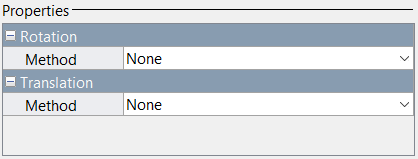 Properties
Rotation
Method None
Translation
Method None